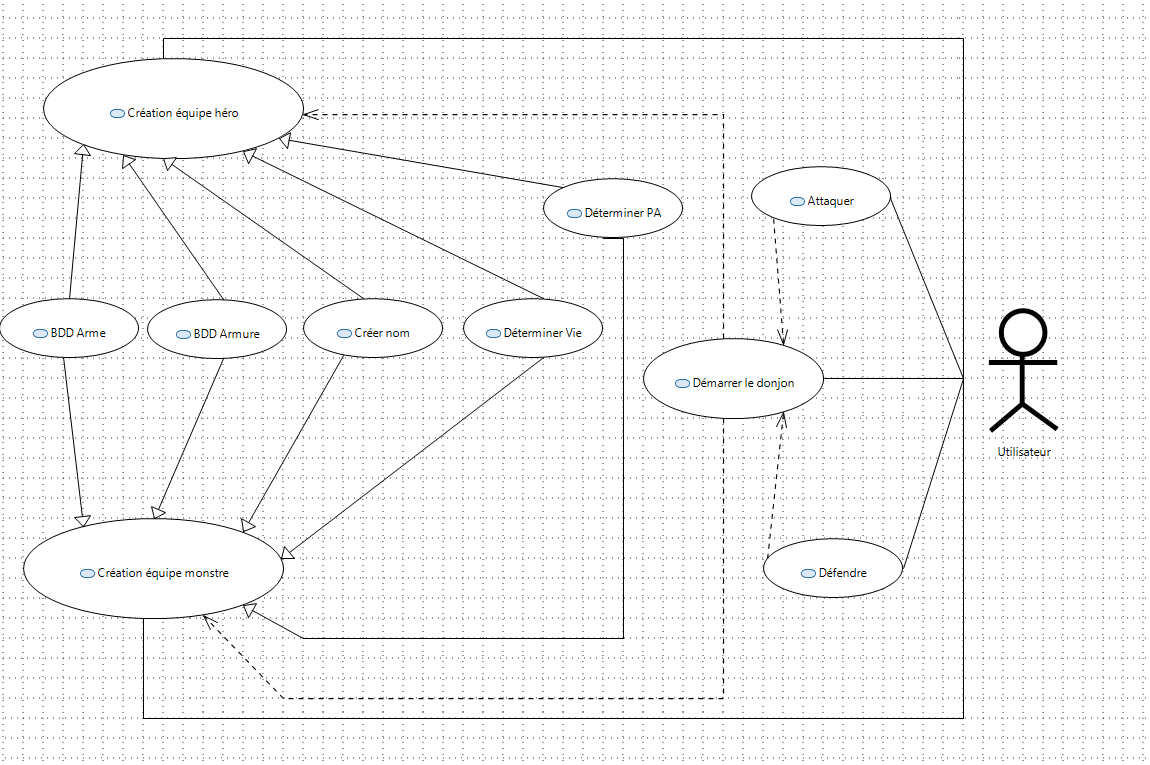 Création équipe héro
Déterminer PA
Attaquer
BDD Arme
BDD Armure
Créer nom
Déterminer Vie
Démarrer le donjon
Utilisateur
Création équipe monstre
Défendre